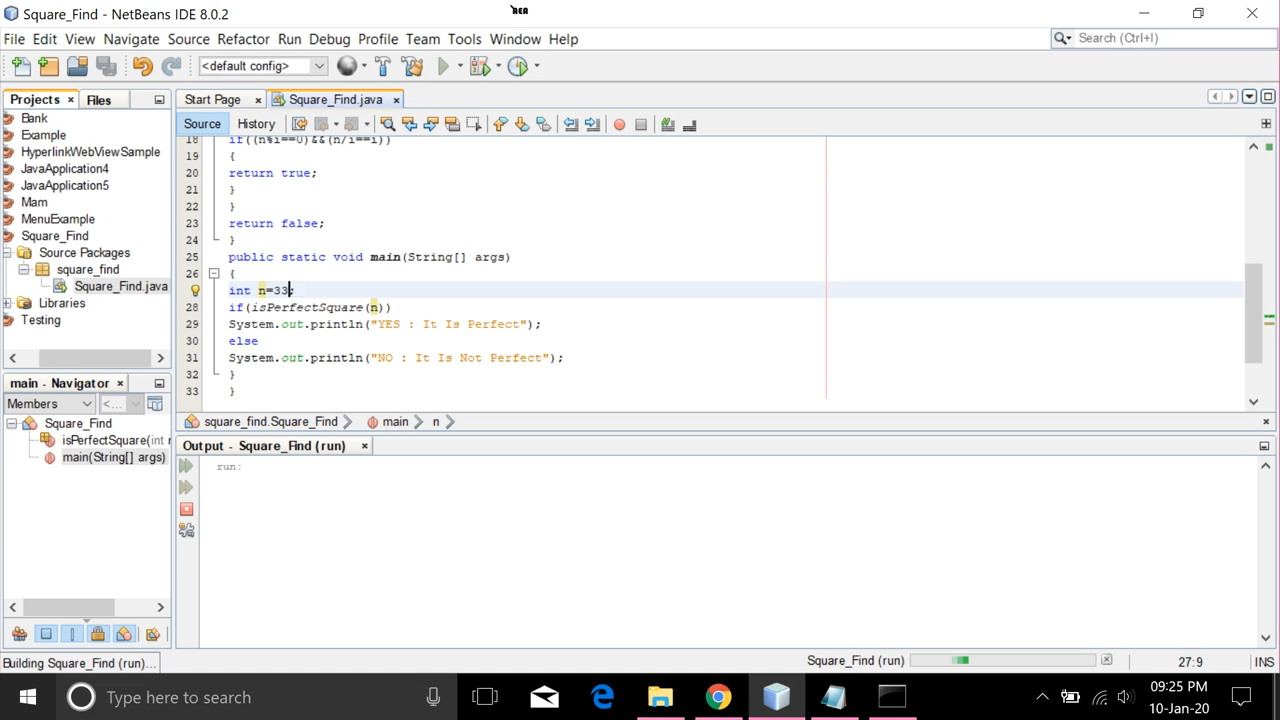 Square_Find - NetBeans IDE 8.0.2
File Edit View Navigate Source Refactor Run Debug Profile Team Tools Window Help
Search (Ctrl+I)
<default config>
Projects Files
Bank
Example
HyperlinkWebViewSample
JavaApplication4
JavaApplication5
Mam
MenuExample
Square_Find
Source Packages
square_find
Square_Find.java
Libraries
Testing
Start Page Square_Find.java
Source History
18 if((n%i==0)&&(n/i==i))
19 {
20 return true;
21 }
22 }
23 return false;
24 }
25 public static void main(String[] args)
26 {
int n=33;
28 if(isPerfectSquare(n))
29 System.out.println("YES : It Is Perfect");
30 else
31 System.out.println("NO : It Is Not Perfect");
32 }
33 }
square_find.Square_Find main n
main - Navigator
Members <...
Square_Find
isPerfectSquare(int
main(String[] args)
Output - Square_Find (run)
run:
Building Square_Find (run)...
Square_Find (run)
27:9 INS
Type here to search
09:25 PM
10-Jan-20